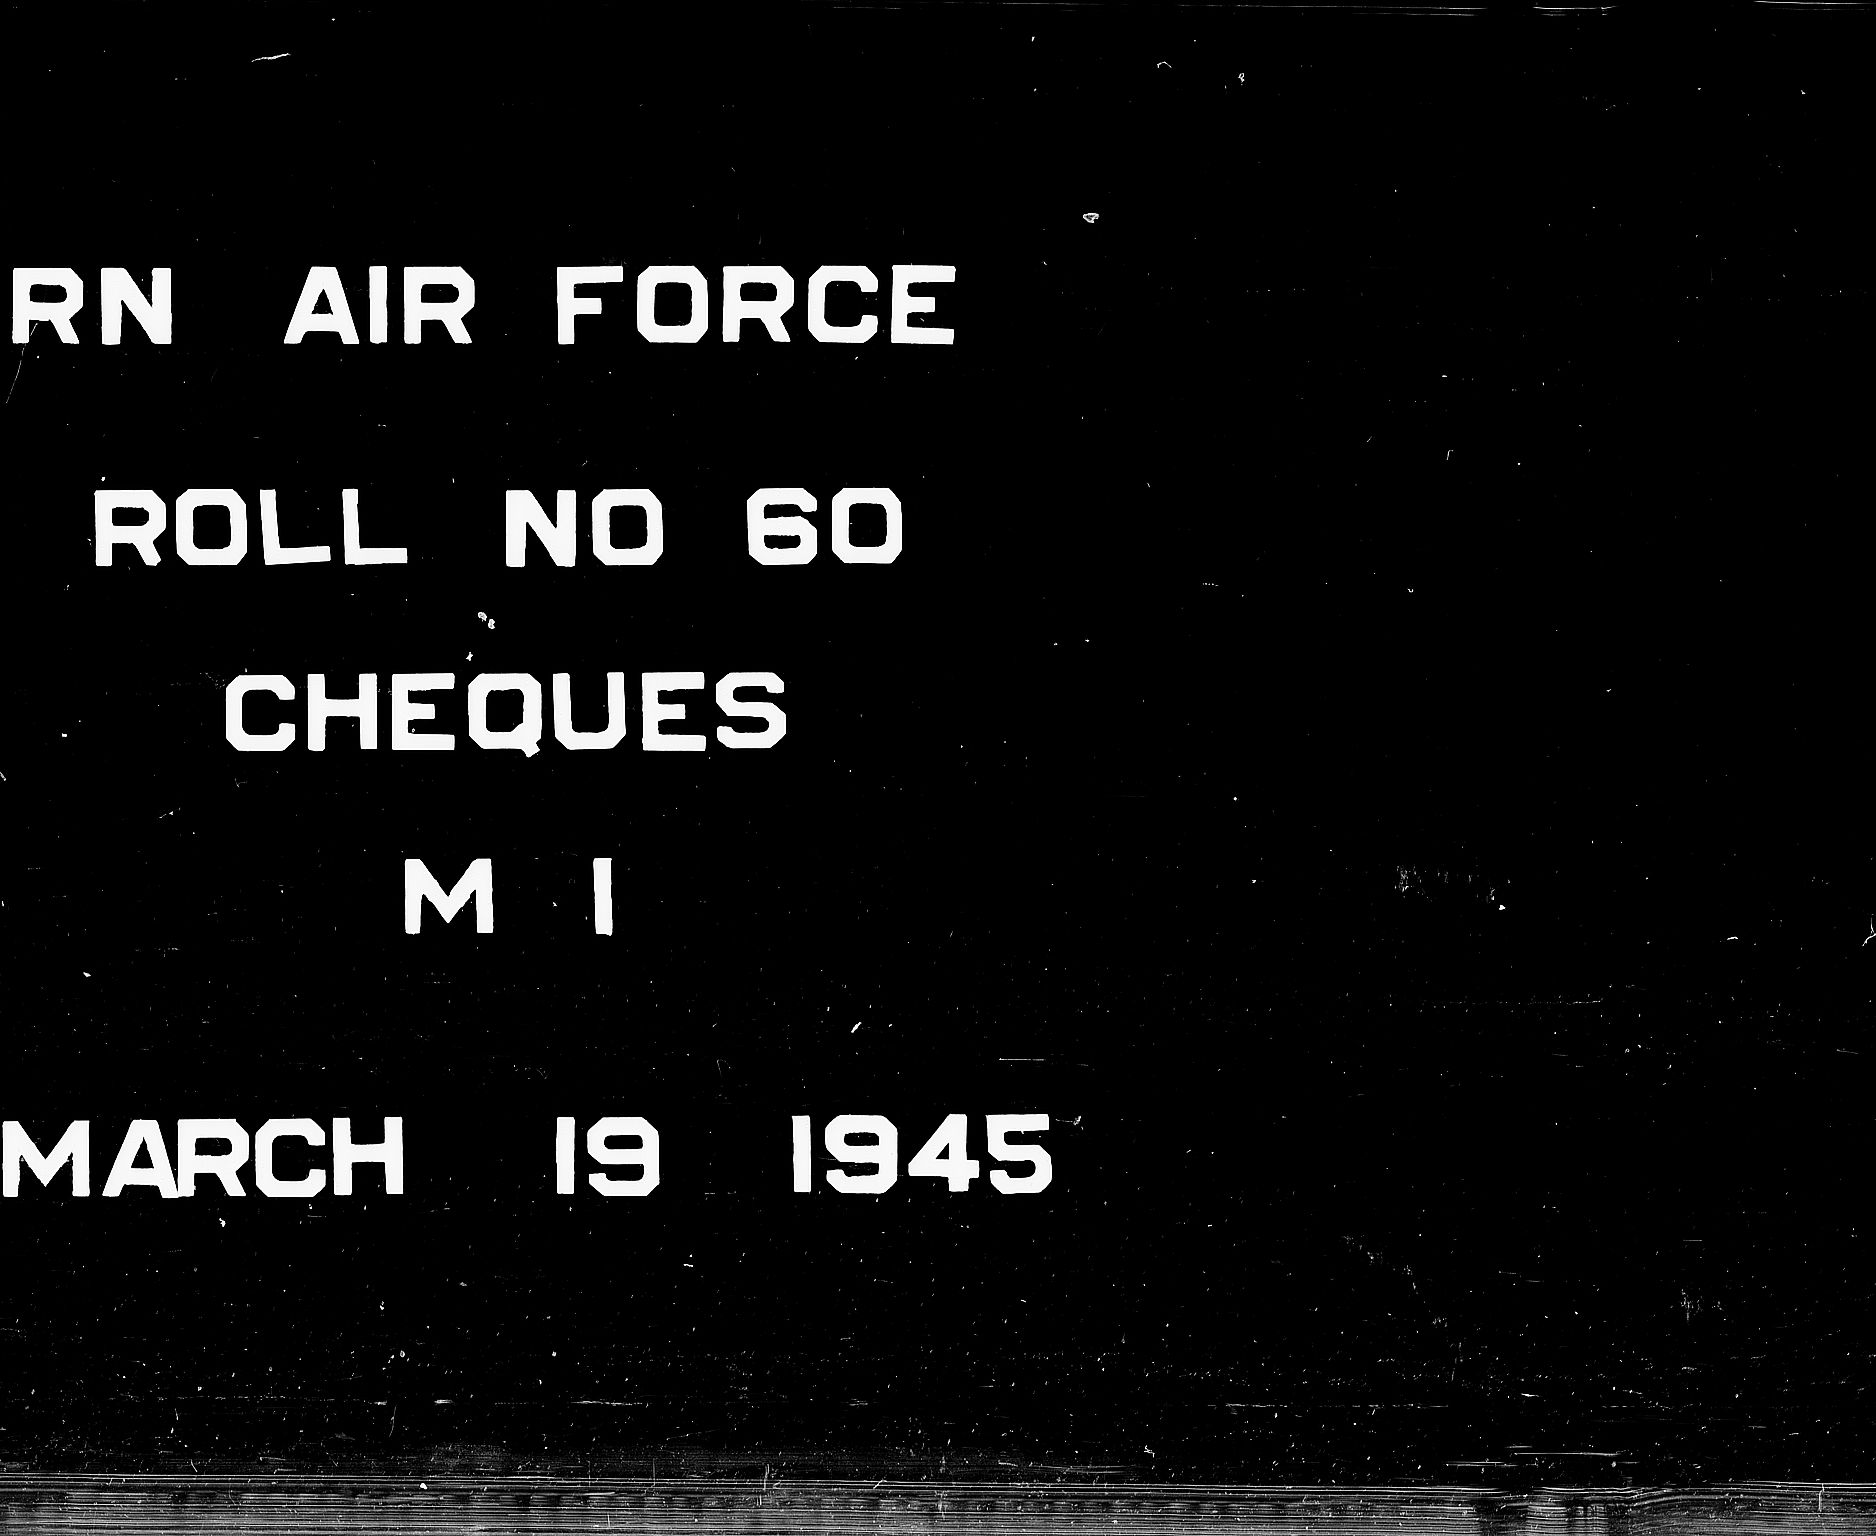 RN AIR FORCE
ROLL NO 60
CHEQUES
M 1
MARCH 19 1945